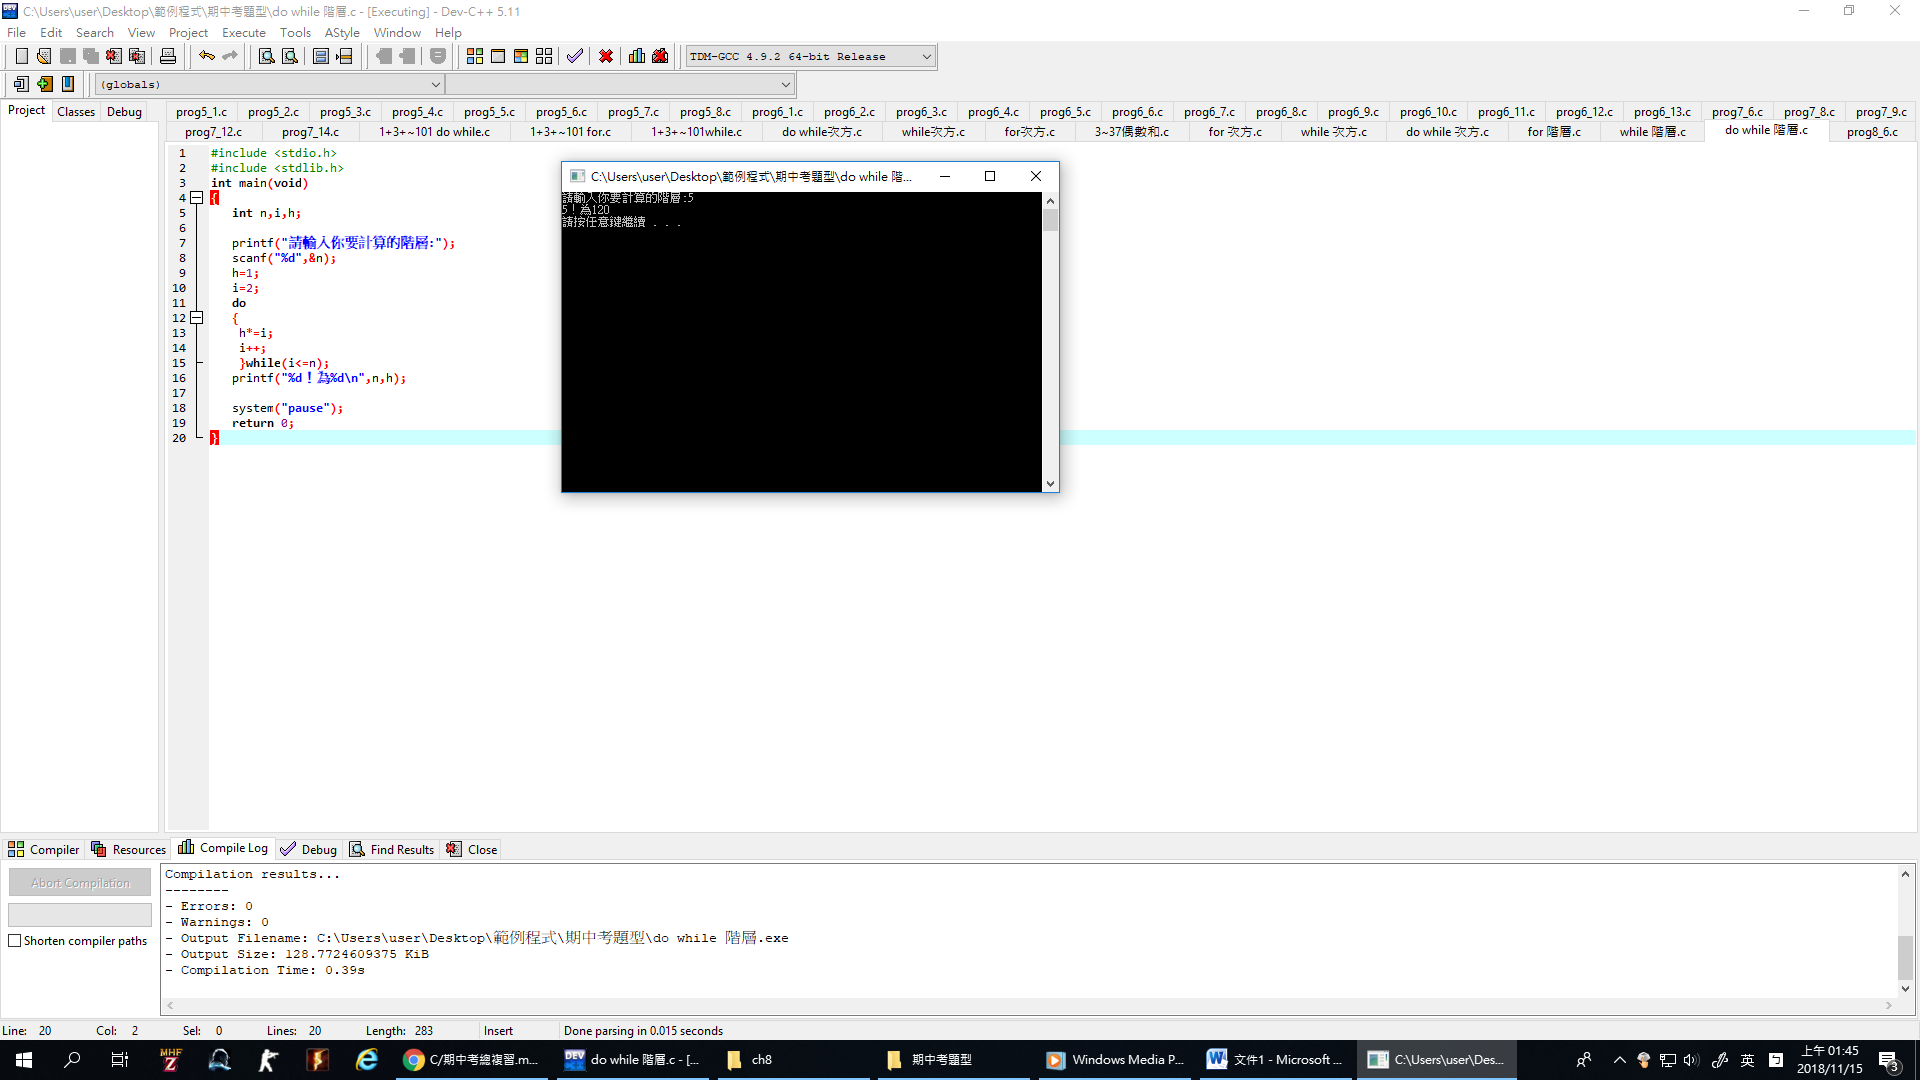 C:\Users\user\Desktop\範例程式\期中考題型\do while 階層.c - [Executing] - Dev-C++ 5.11
File Edit Search View Project Execute Tools AStyle Window Help
TDM-GCC 4.9.2 64-bit Release
(globals)
Project Classes Debug
prog5_1.c prog5_2.c prog5_3.c prog5_4.c prog5_5.c prog5_6.c prog5_7.c prog5_8.c prog6_1.c prog6_2.c prog6_3.c prog6_4.c prog6_5.c prog6_6.c prog6_7.c prog6_8.c prog6_9.c prog6_10.c prog6_11.c prog6_12.c prog6_13.c prog7_6.c prog7_8.c prog7_9.c
prog7_12.c prog7_14.c 1+3+~101 do while.c 1+3+~101 for.c 1+3+~101while.c do while次方.c while次方.c for次方.c 3~37偶數和.c for 次方.c while 次方.c do while 次方.c for 階層.c while 階層.c do while 階層.c prog8_6.c
1 #include <stdio.h>
2 #include <stdlib.h>
3 int main(void)
4 {
5 int n,i,h;
6
7 printf("請輸入你要計算的階層:");
8 scanf("%d",&n);
9 h=1;
10 i=2;
11 do
12 {
13 h*=i;
14 i++;
15 }while(i<=n);
16 printf("%d！為%d\n",n,h);
17
18 system("pause");
19 return 0;
20 }
C:\Users\user\Desktop\範例程式\期中考題型\do while 階...
請輸入你要計算的階層:5
5！為120
請按任意鍵繼續 . . .
Compiler Resources Compile Log Debug Find Results Close
Abort Compilation
Shorten compiler paths
Compilation results...
--------
- Errors: 0
- Warnings: 0
- Output Filename: C:\Users\user\Desktop\範例程式\期中考題型\do while 階層.exe
- Output Size: 128.7724609375 KiB
- Compilation Time: 0.39s
Line: 20 Col: 2 Sel: 0 Lines: 20 Length: 283 Insert Done parsing in 0.015 seconds
MHF Z
C/期中考總複習.m... do while 階層.c - [... ch8 期中考題型 Windows Media P... 文件1 - Microsoft ... C:\Users\user\Des...
英
上午 01:45
2018/11/15
3